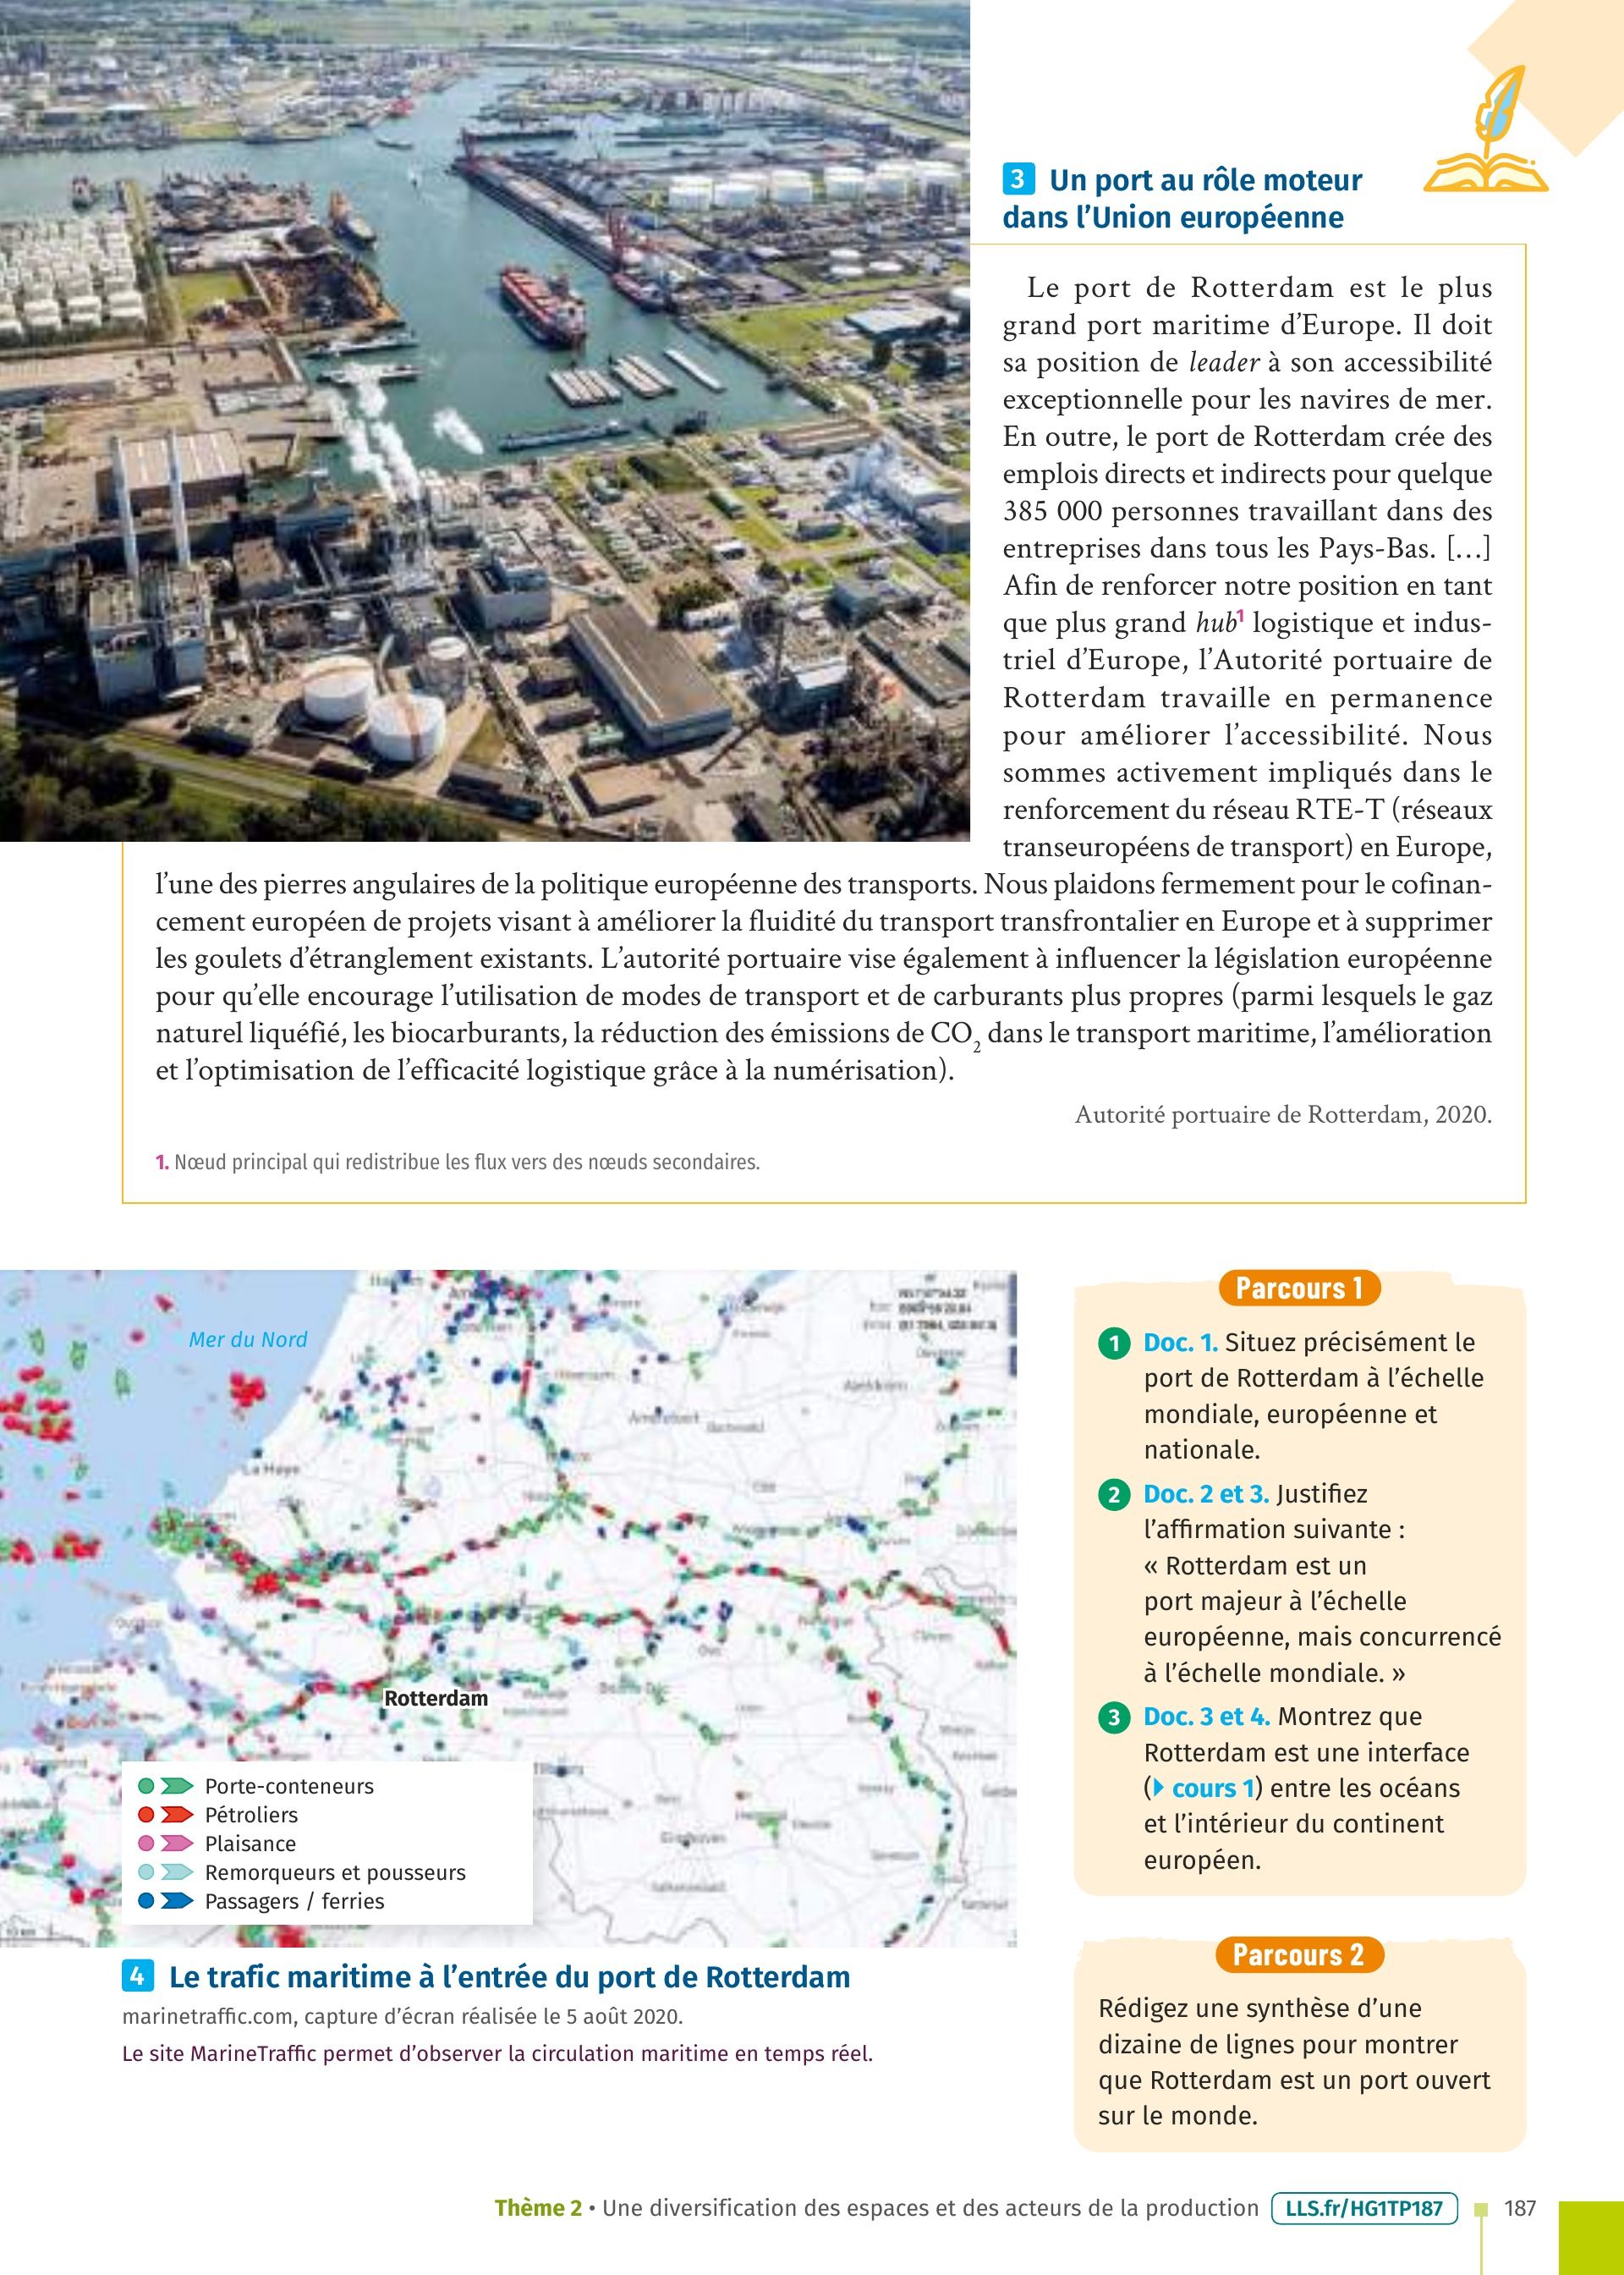 3 Un port au rôle moteur
dans l’Union européenne
Le port de Rotterdam est le plus
grand port maritime d’Europe. Il doit
sa position de leader à son accessibilité
exceptionnelle pour les navires de mer.
En outre, le port de Rotterdam crée des
emplois directs et indirects pour quelque
385 000 personnes travaillant dans des
entreprises dans tous les Pays-Bas. […]
Afin de renforcer notre position en tant
que plus grand hub¹ logistique et indus-
triel d’Europe, l’Autorité portuaire de
Rotterdam travaille en permanence
pour améliorer l’accessibilité. Nous
sommes activement impliqués dans le
renforcement du réseau RTE-T (réseaux
transeuropéens de transport) en Europe,
l’une des pierres angulaires de la politique européenne des transports. Nous plaidons fermement pour le cofinan-
cement européen de projets visant à améliorer la fluidité du transport transfrontalier en Europe et à supprimer
les goulets d’étranglement existants. L’autorité portuaire vise également à influencer la législation européenne
pour qu’elle encourage l’utilisation de modes de transport et de carburants plus propres (parmi lesquels le gaz
naturel liquéfié, les biocarburants, la réduction des émissions de CO₂ dans le transport maritime, l’amélioration
et l’optimisation de l’efficacité logistique grâce à la numérisation).
Autorité portuaire de Rotterdam, 2020.
1. Nœud principal qui redistribue les flux vers des nœuds secondaires.
Mer du Nord
La Haye
Rotterdam
Porte-conteneurs
Pétroliers
Plaisance
Remorqueurs et pousseurs
Passagers / ferries
4 Le trafic maritime à l’entrée du port de Rotterdam
marinetraffic.com, capture d’écran réalisée le 5 août 2020.
Le site MarineTraffic permet d’observer la circulation maritime en temps réel.
Parcours 1
1 Doc. 1. Situez précisément le
port de Rotterdam à l’échelle
mondiale, européenne et
nationale.
2 Doc. 2 et 3. Justifiez
l’affirmation suivante :
« Rotterdam est un
port majeur à l’échelle
européenne, mais concurrencé
à l’échelle mondiale. »
3 Doc. 3 et 4. Montrez que
Rotterdam est une interface
(▶ cours 1) entre les océans
et l’intérieur du continent
européen.
Parcours 2
Rédigez une synthèse d’une
dizaine de lignes pour montrer
que Rotterdam est un port ouvert
sur le monde.
Thème 2 • Une diversification des espaces et des acteurs de la production LLS.fr/HG1TP187 187